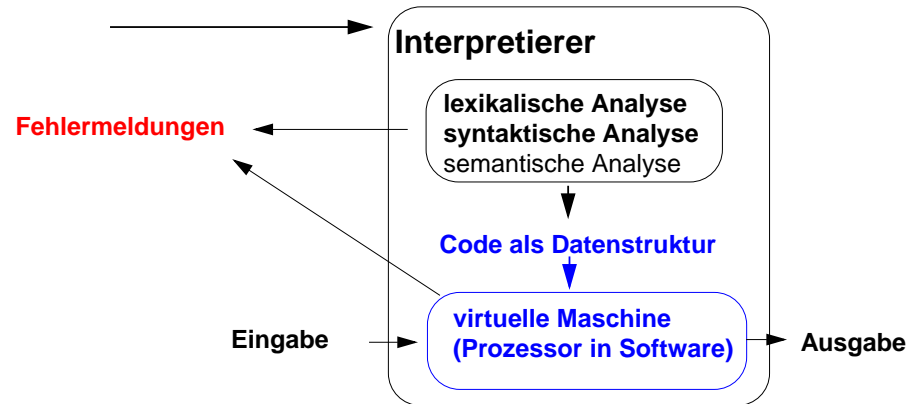 Interpretierer
lexikalische Analyse
syntaktische Analyse
semantische Analyse
Fehlermeldungen
Code als Datenstruktur
virtuelle Maschine
(Prozessor in Software)
Eingabe
Ausgabe